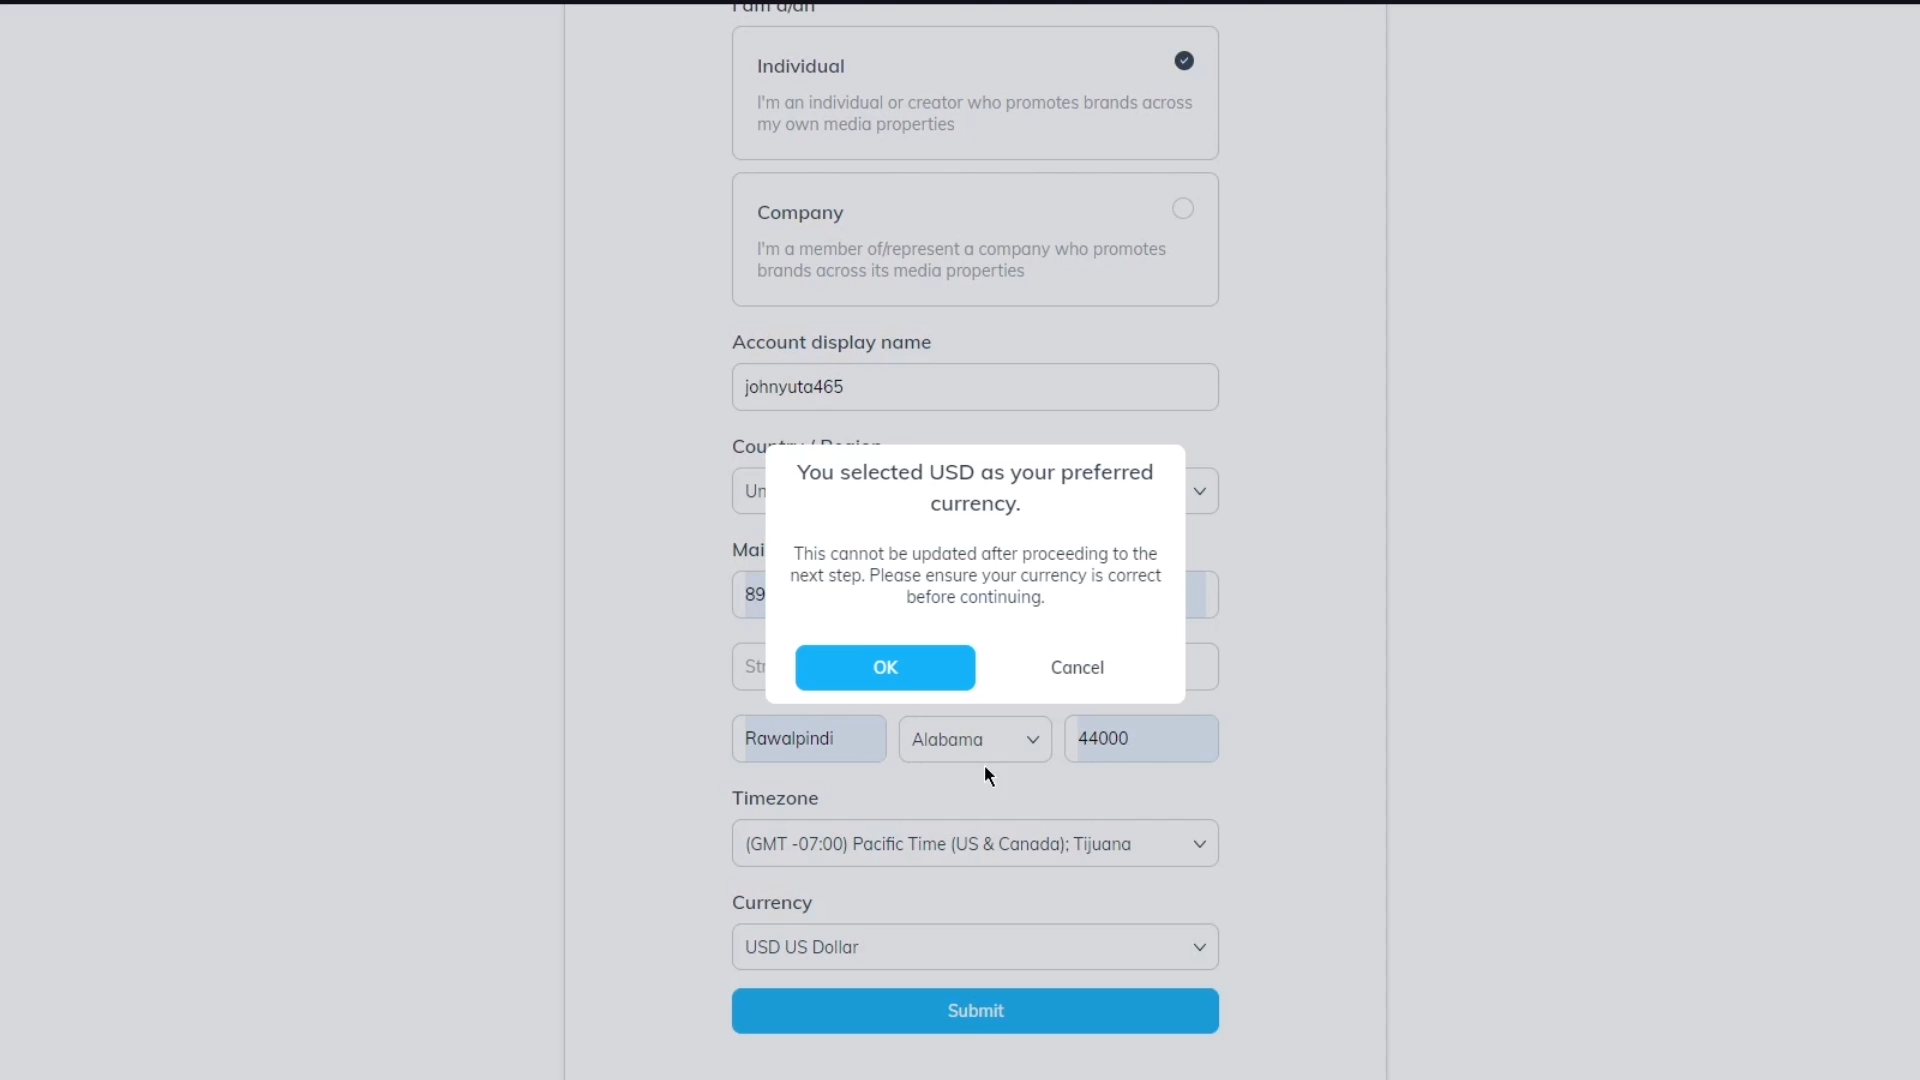 I am a/an
Individual
I'm an individual or creator who promotes brands across
my own media properties
Company
I'm a member of/represent a company who promotes
brands across its media properties
Account display name
johnyuta465
Country / Region
Un
You selected USD as your preferred
currency.
Mai
This cannot be updated after proceeding to the
next step. Please ensure your currency is correct
before continuing.
89
Str
OK
Cancel
Rawalpindi
Alabama
44000
Timezone
(GMT -07:00) Pacific Time (US & Canada); Tijuana
Currency
USD US Dollar
Submit